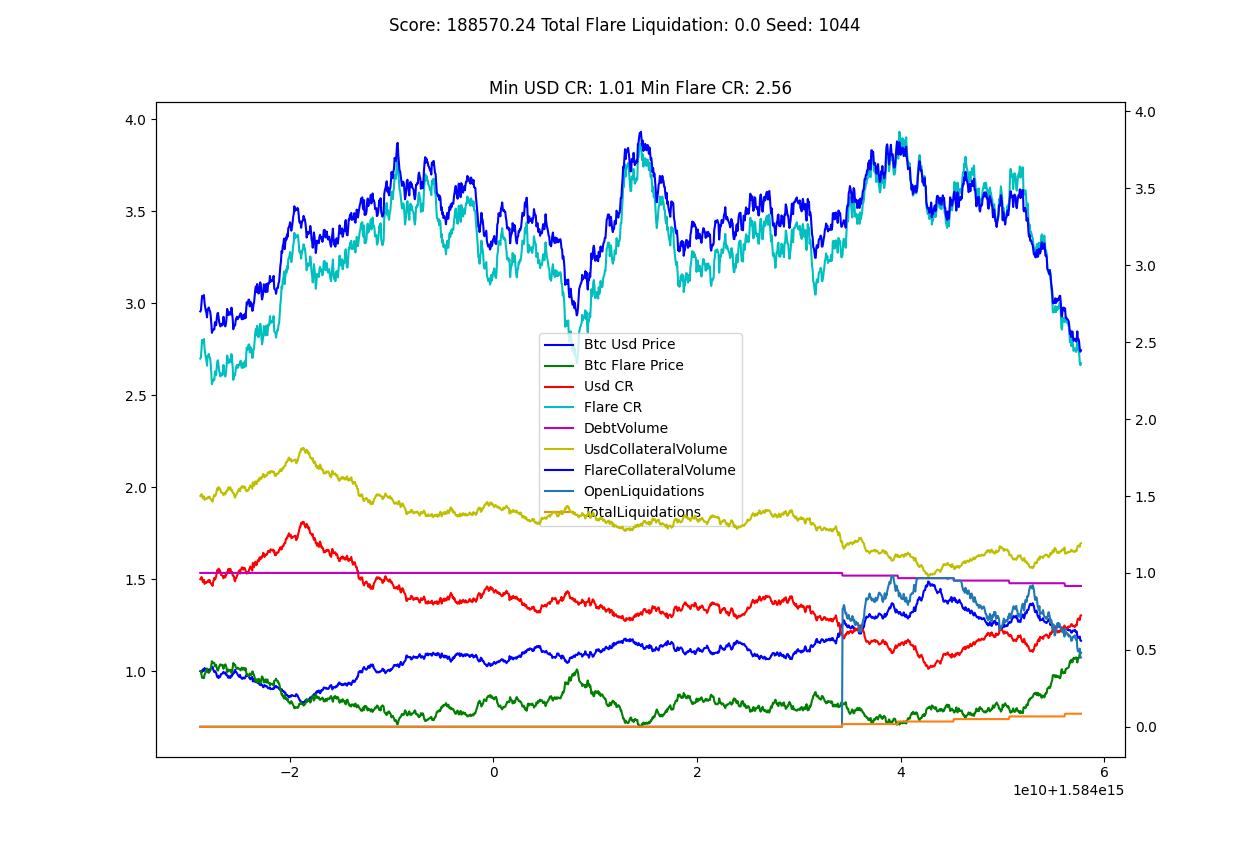 Score: 188570.24 Total Flare Liquidation: 0.0 Seed: 1044
Min USD CR: 1.01 Min Flare CR: 2.56
4.0
3.5
3.0
2.5
2.0
1.5
1.0
4.0
3.5
3.0
2.5
2.0
1.5
1.0
0.5
0.0
Btc Usd Price
Btc Flare Price
Usd CR
Flare CR
DebtVolume
UsdCollateralVolume
FlareCollateralVolume
OpenLiquidations
TotalLiquidations
−2 0 2 4 6
1e10+1.584e15